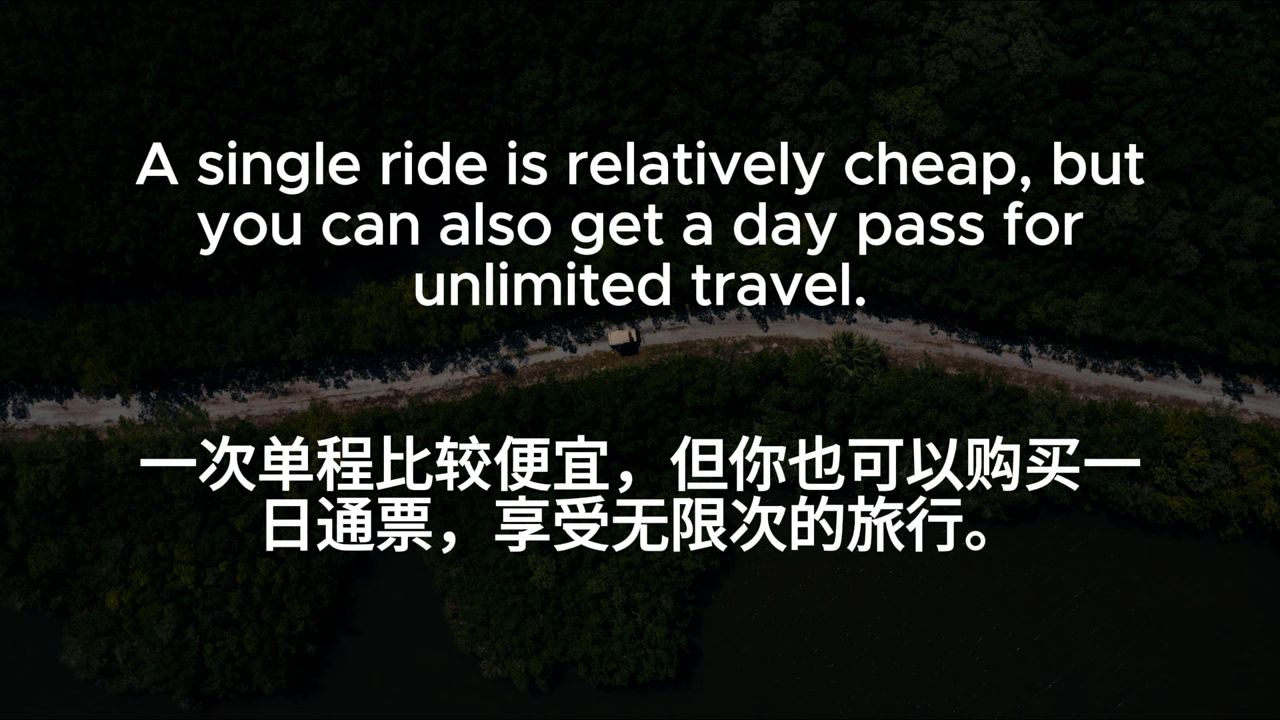 A single ride is relatively cheap, but
you can also get a day pass for
unlimited travel.
一次单程比较便宜，但你也可以购买一
日通票，享受无限次的旅行。